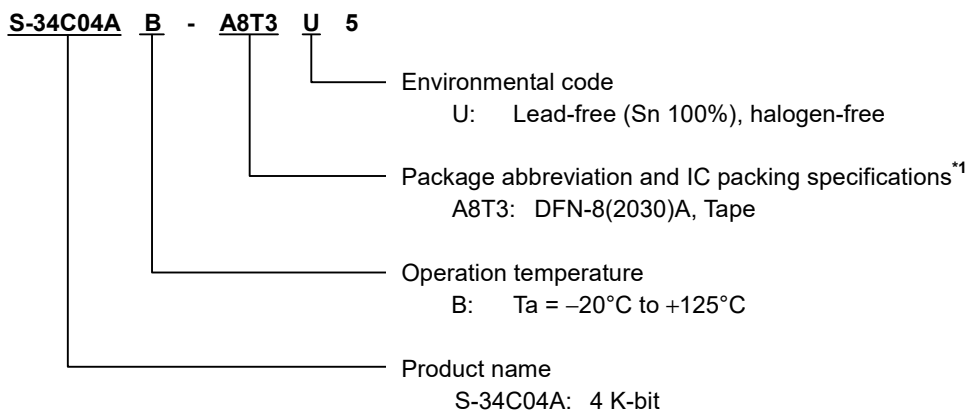 S-34C04A B - A8T3 U 5
Environmental code
U: Lead-free (Sn 100%), halogen-free
Package abbreviation and IC packing specifications*1
A8T3: DFN-8(2030)A, Tape
Operation temperature
B: Ta = −20°C to +125°C
Product name
S-34C04A: 4 K-bit